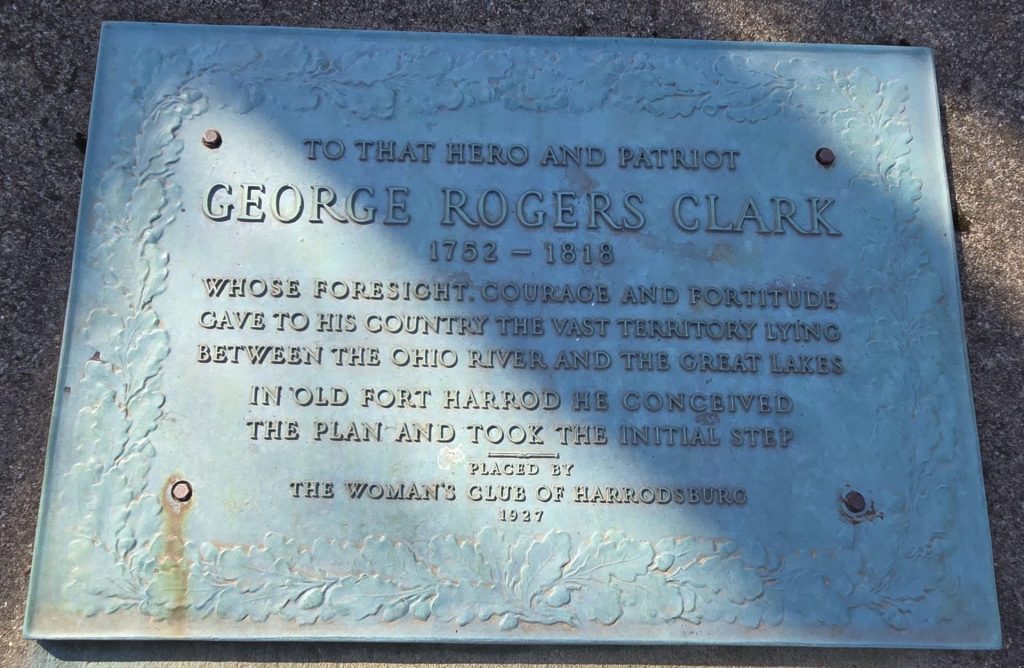 TO THAT HERO AND PATRIOT
GEORGE ROGERS CLARK
1752 – 1818
WHOSE FORESIGHT, COURAGE AND FORTITUDE
GAVE TO HIS COUNTRY THE VAST TERRITORY LYING
BETWEEN THE OHIO RIVER AND THE GREAT LAKES
IN OLD FORT HARROD HE CONCEIVED
THE PLAN AND TOOK THE INITIAL STEP
PLACED BY
THE WOMAN'S CLUB OF HARRODSBURG
1927